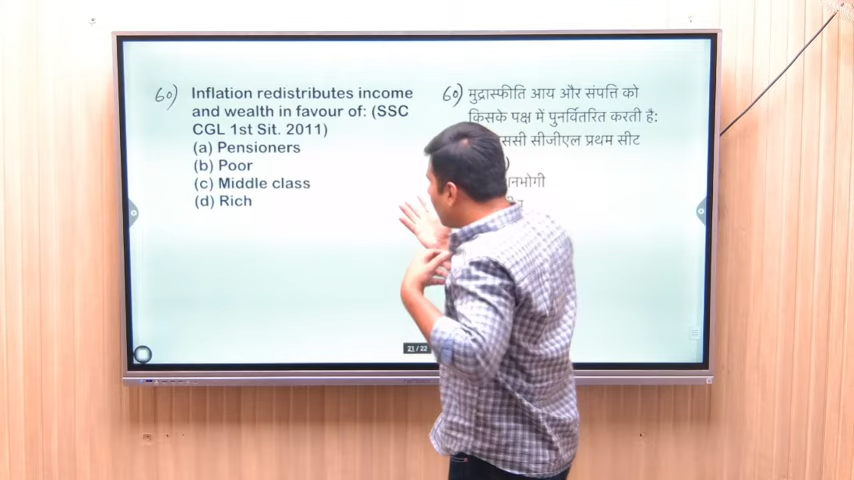 60) Inflation redistributes income
and wealth in favour of: (SSC
CGL 1st Sit. 2011)
(a) Pensioners
(b) Poor
(c) Middle class
(d) Rich
60) मुद्रास्फीति आय और संपत्ति को
किसके पक्ष में पुनर्वितरित करती है:
सीजीएल प्रथम सीट
21 / 22